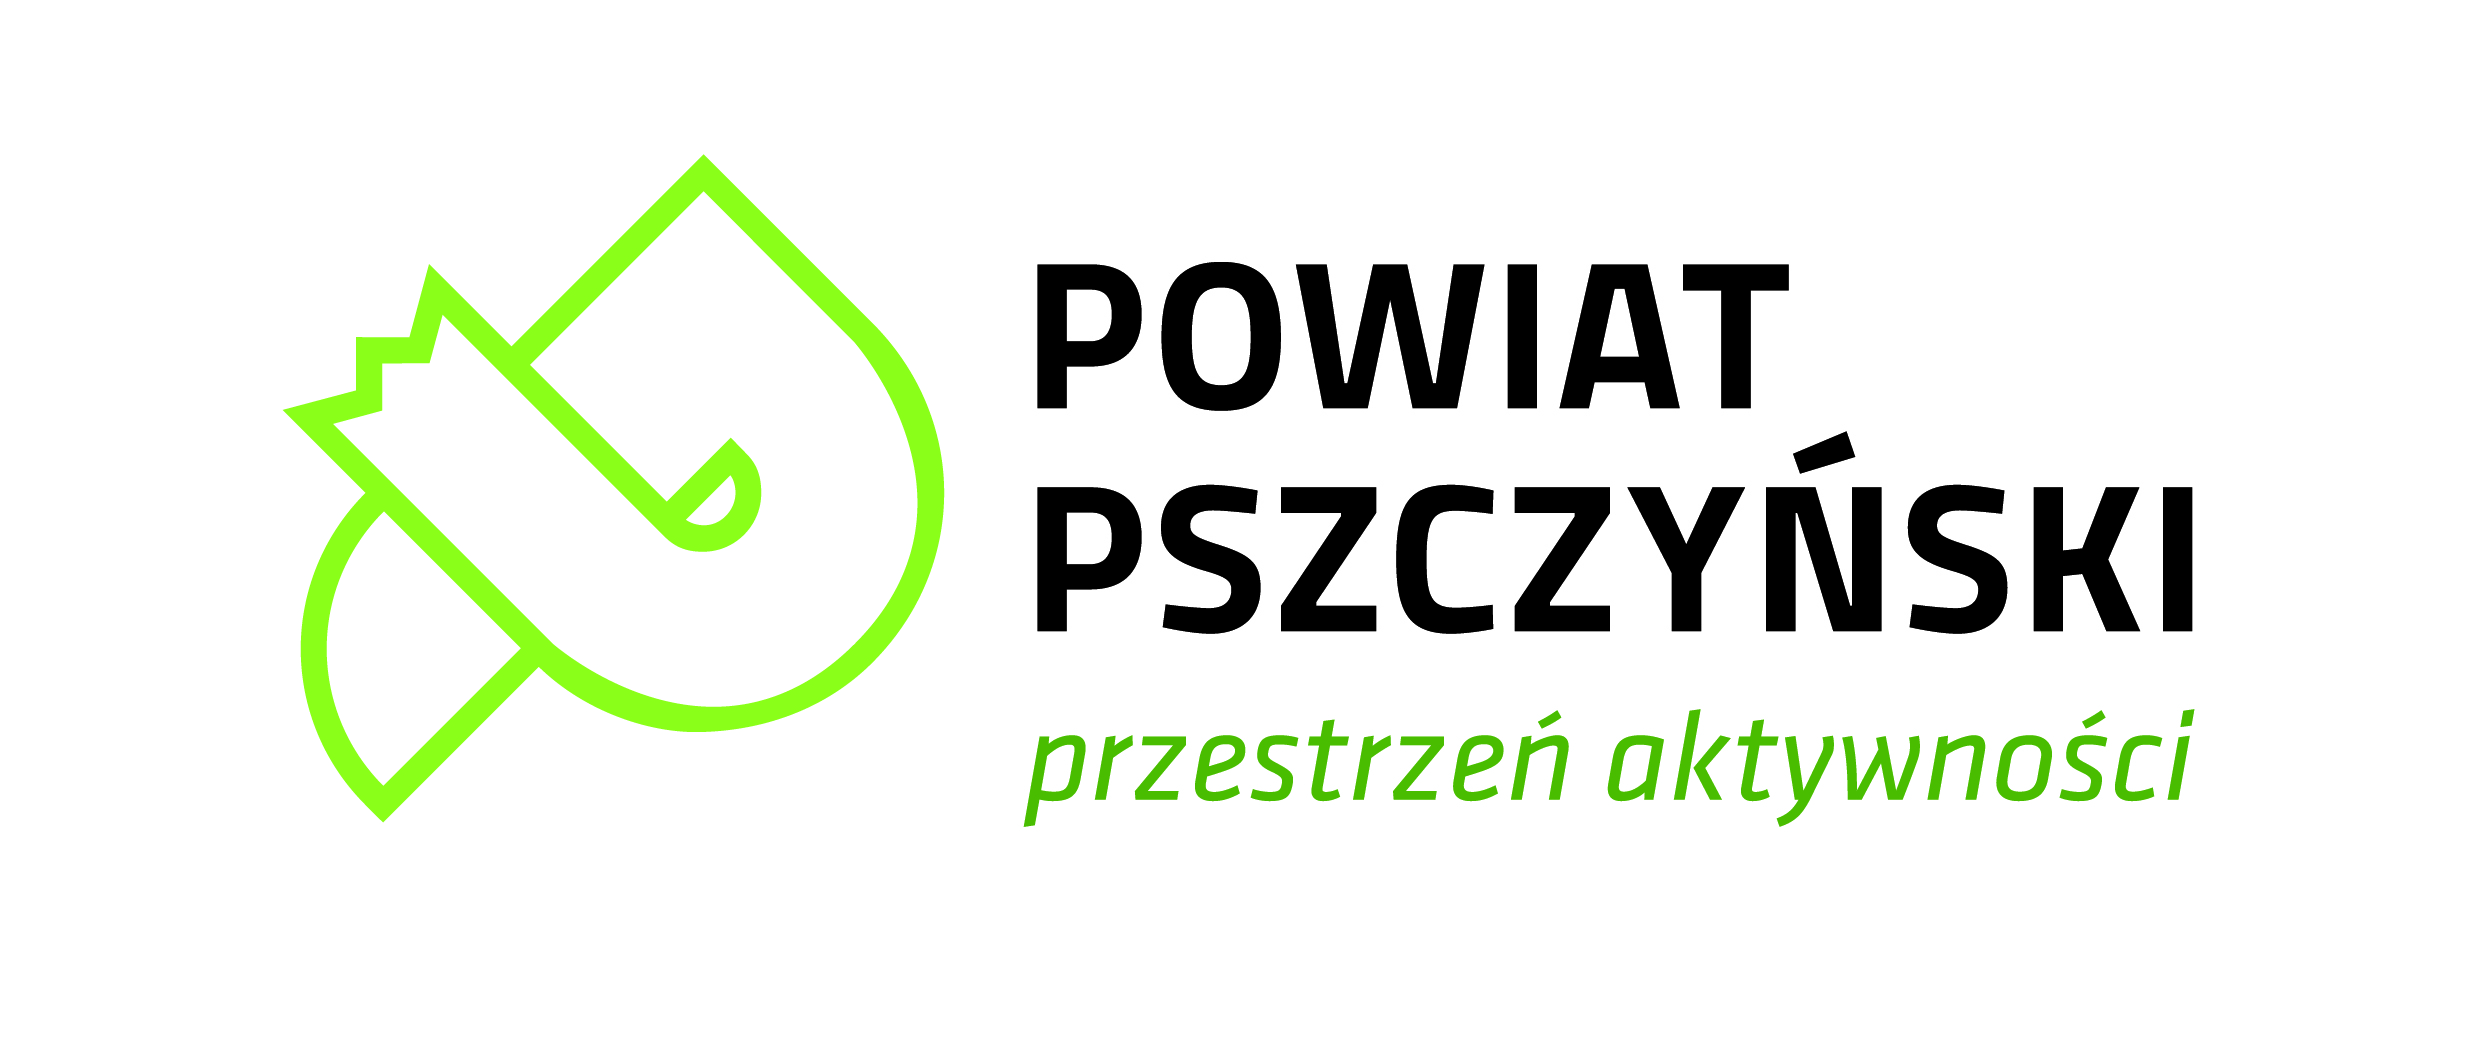 POWIAT
PSZCZYŃSKI
przestrzeń aktywności